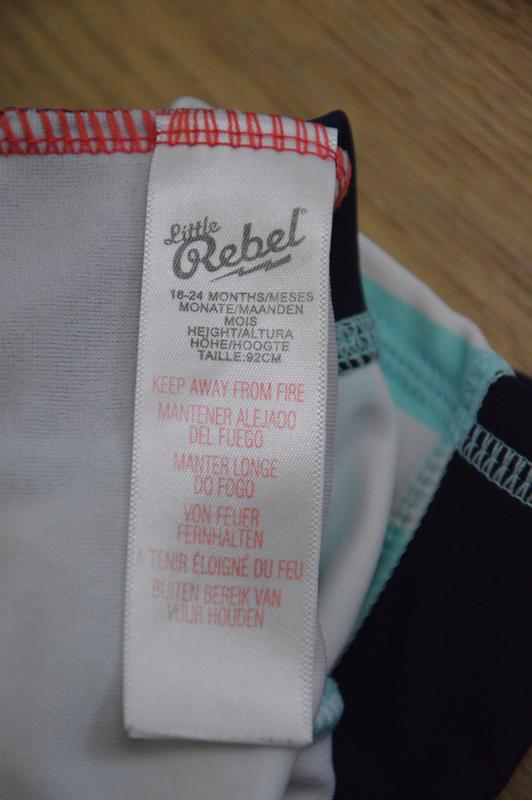 Little
Rebel®
18-24 MONTHS/MESES
MONATE/MAANDEN
MOIS
HEIGHT/ALTURA
HÖHE/HOOGTE
TAILLE:92CM
KEEP AWAY FROM FIRE
MANTENER ALEJADO
DEL FUEGO
MANTER LONGE
DO FOGO
VON FEUER
FERNHALTEN
A TENIR ÉLOIGNÉ DU FEU
BUITEN BEREIK VAN
VUUR HOUDEN